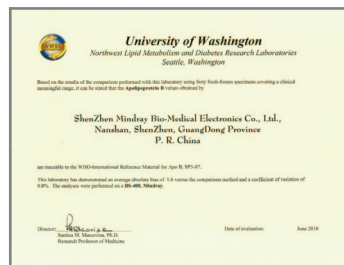 University of Washington
Northwest Lipid Metabolism and Diabetes Research Laboratories
Seattle, Washington
Based on the results of the comparison performed with this laboratory using forty fresh-frozen specimens covering a clinical
meaningful range, it can be stated that the Apolipoprotein B values obtained by
ShenZhen Mindray Bio-Medical Electronics Co., Ltd.,
Nanshan, ShenZhen, GuangDong Province
P. R. China
are traceable to the WHO-International Reference Material for Apo B, SP3-07.
This laboratory has demonstrated an average absolute bias of 1.6 versus the comparison method and a coefficient of variation of
0.8%. The analyses were performed on a BS-400, Mindray.
Director:
Santica M. Marcovina, Ph.D.
Research Professor of Medicine
Date of evaluation:
June 2010